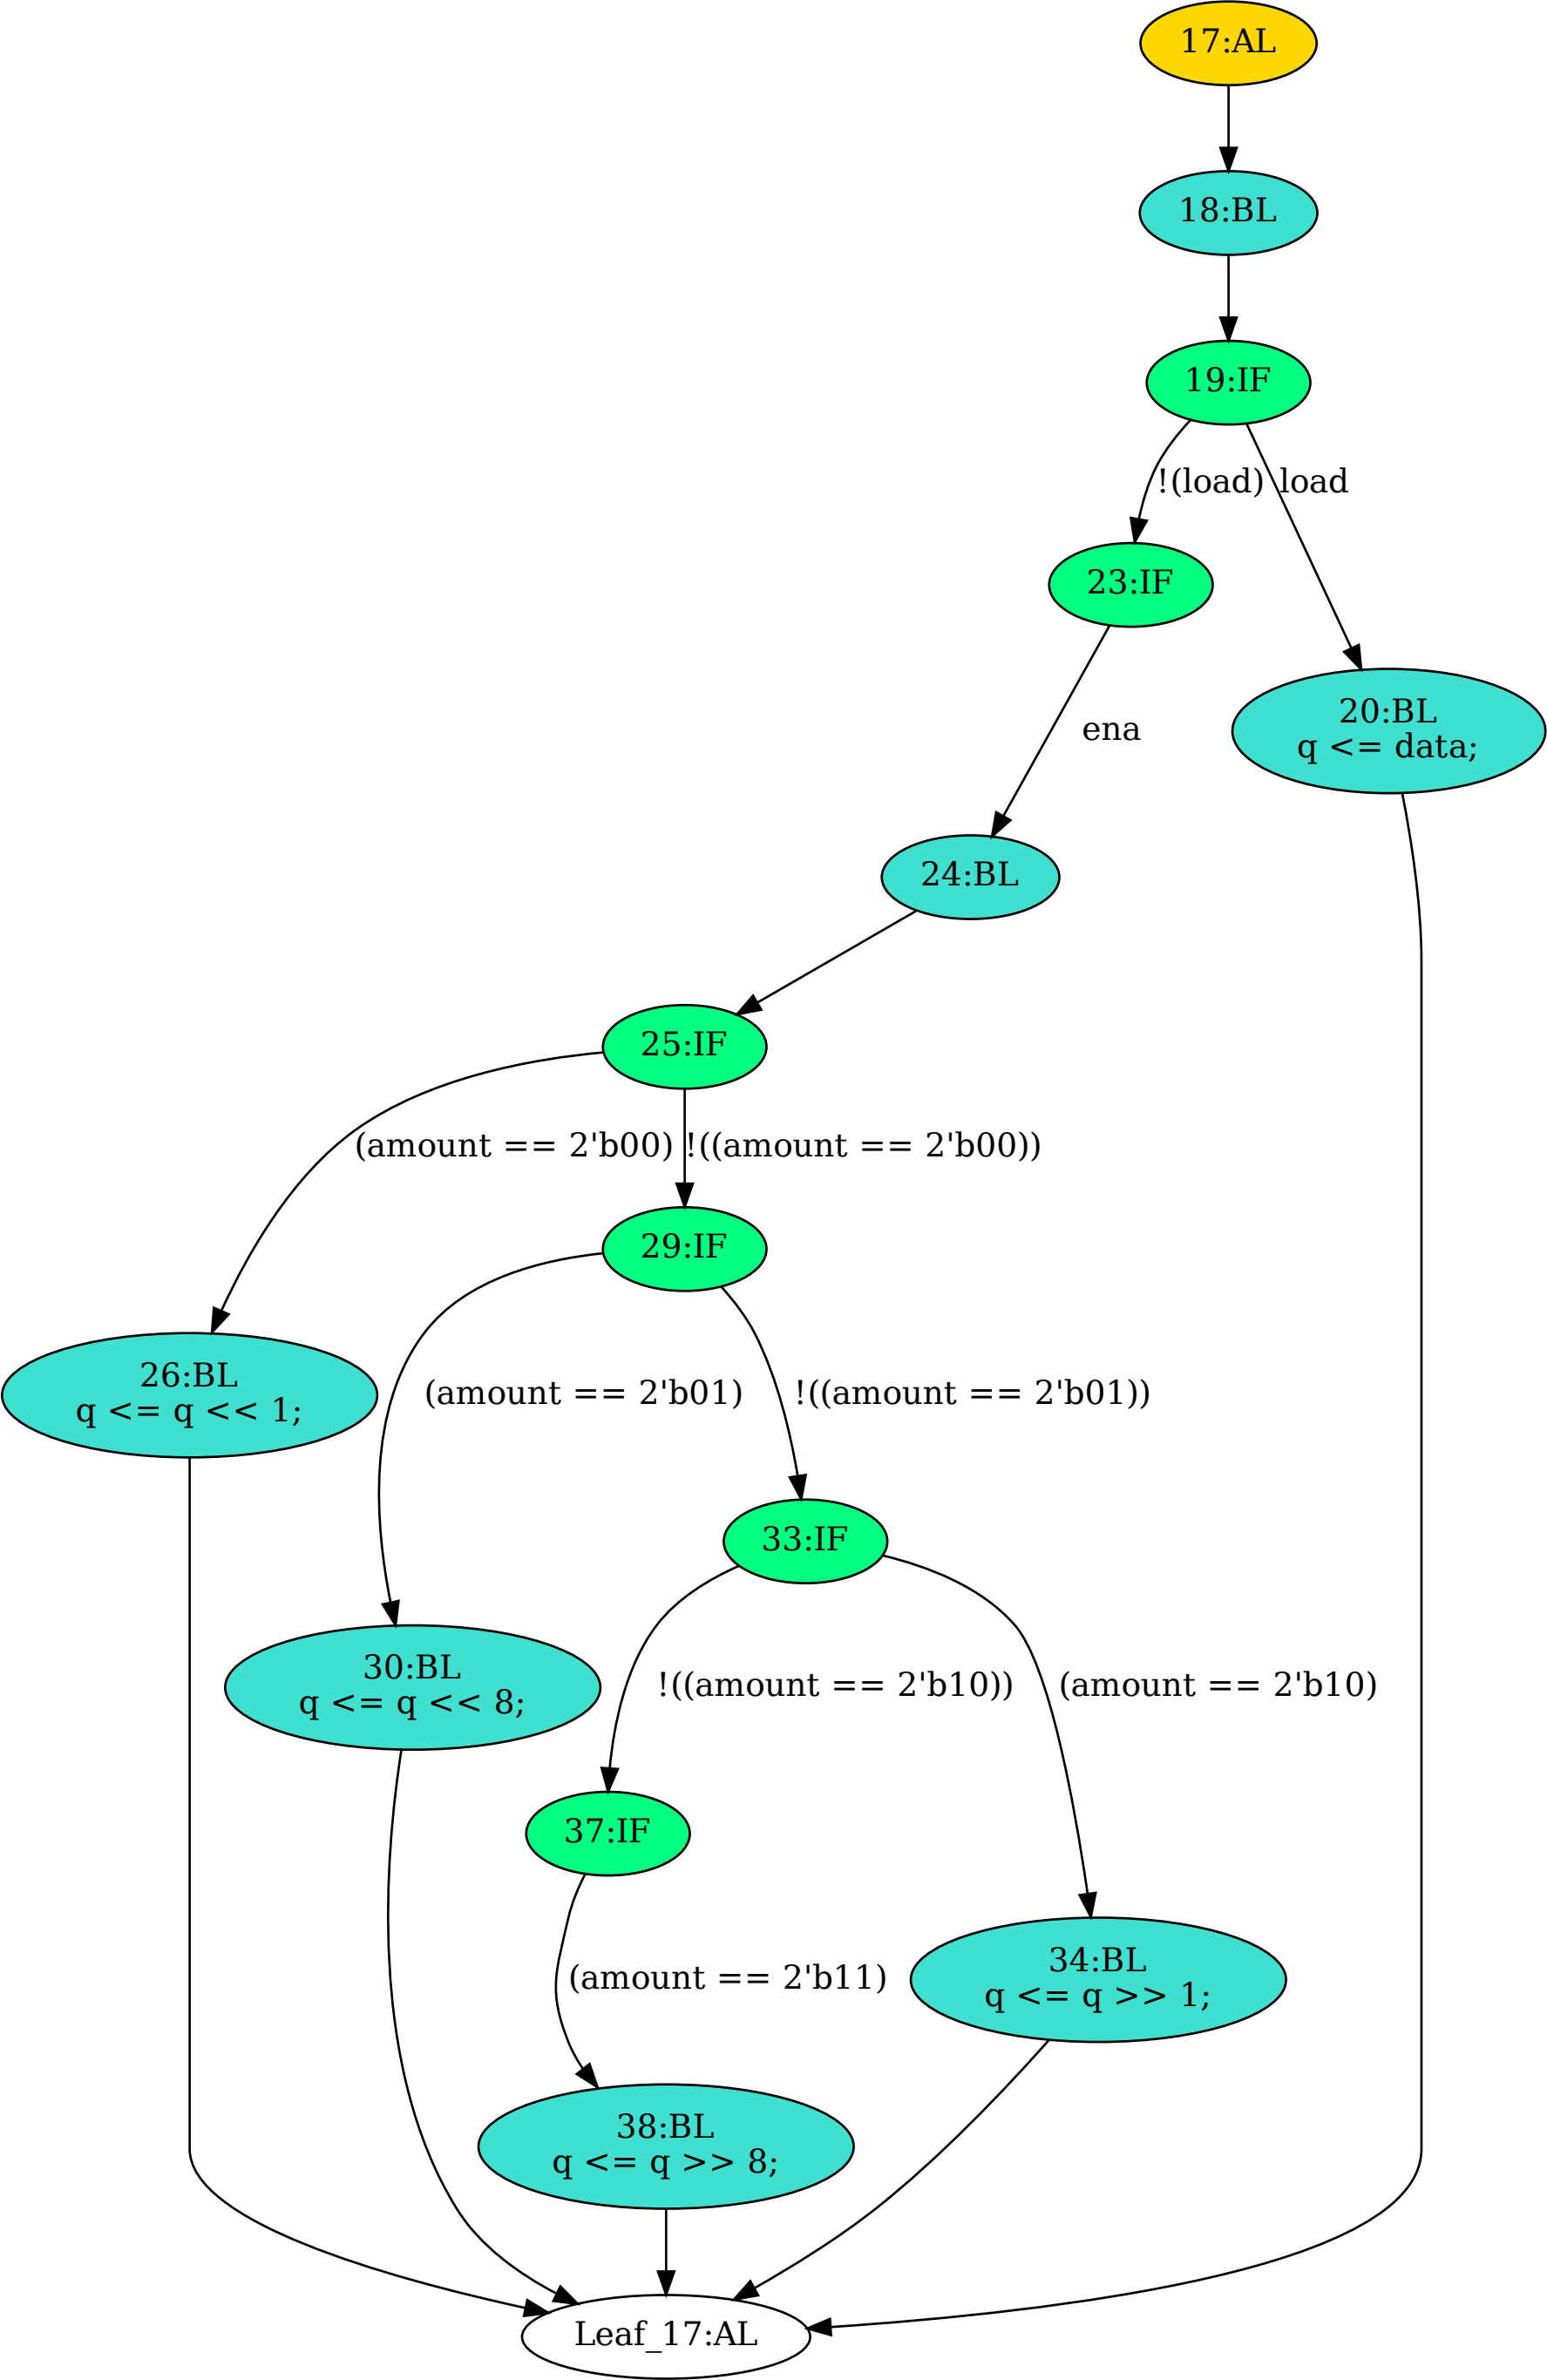 17:AL
18:BL
19:IF
!(load)
load
23:IF
20:BL
q <= data;
ena
24:BL
25:IF
(amount == 2'b00)
!((amount == 2'b00))
29:IF
26:BL
q <= q << 1;
(amount == 2'b01)
!((amount == 2'b01))
33:IF
30:BL
q <= q << 8;
!((amount == 2'b10))
(amount == 2'b10)
37:IF
(amount == 2'b11)
34:BL
q <= q >> 1;
38:BL
q <= q >> 8;
Leaf_17:AL